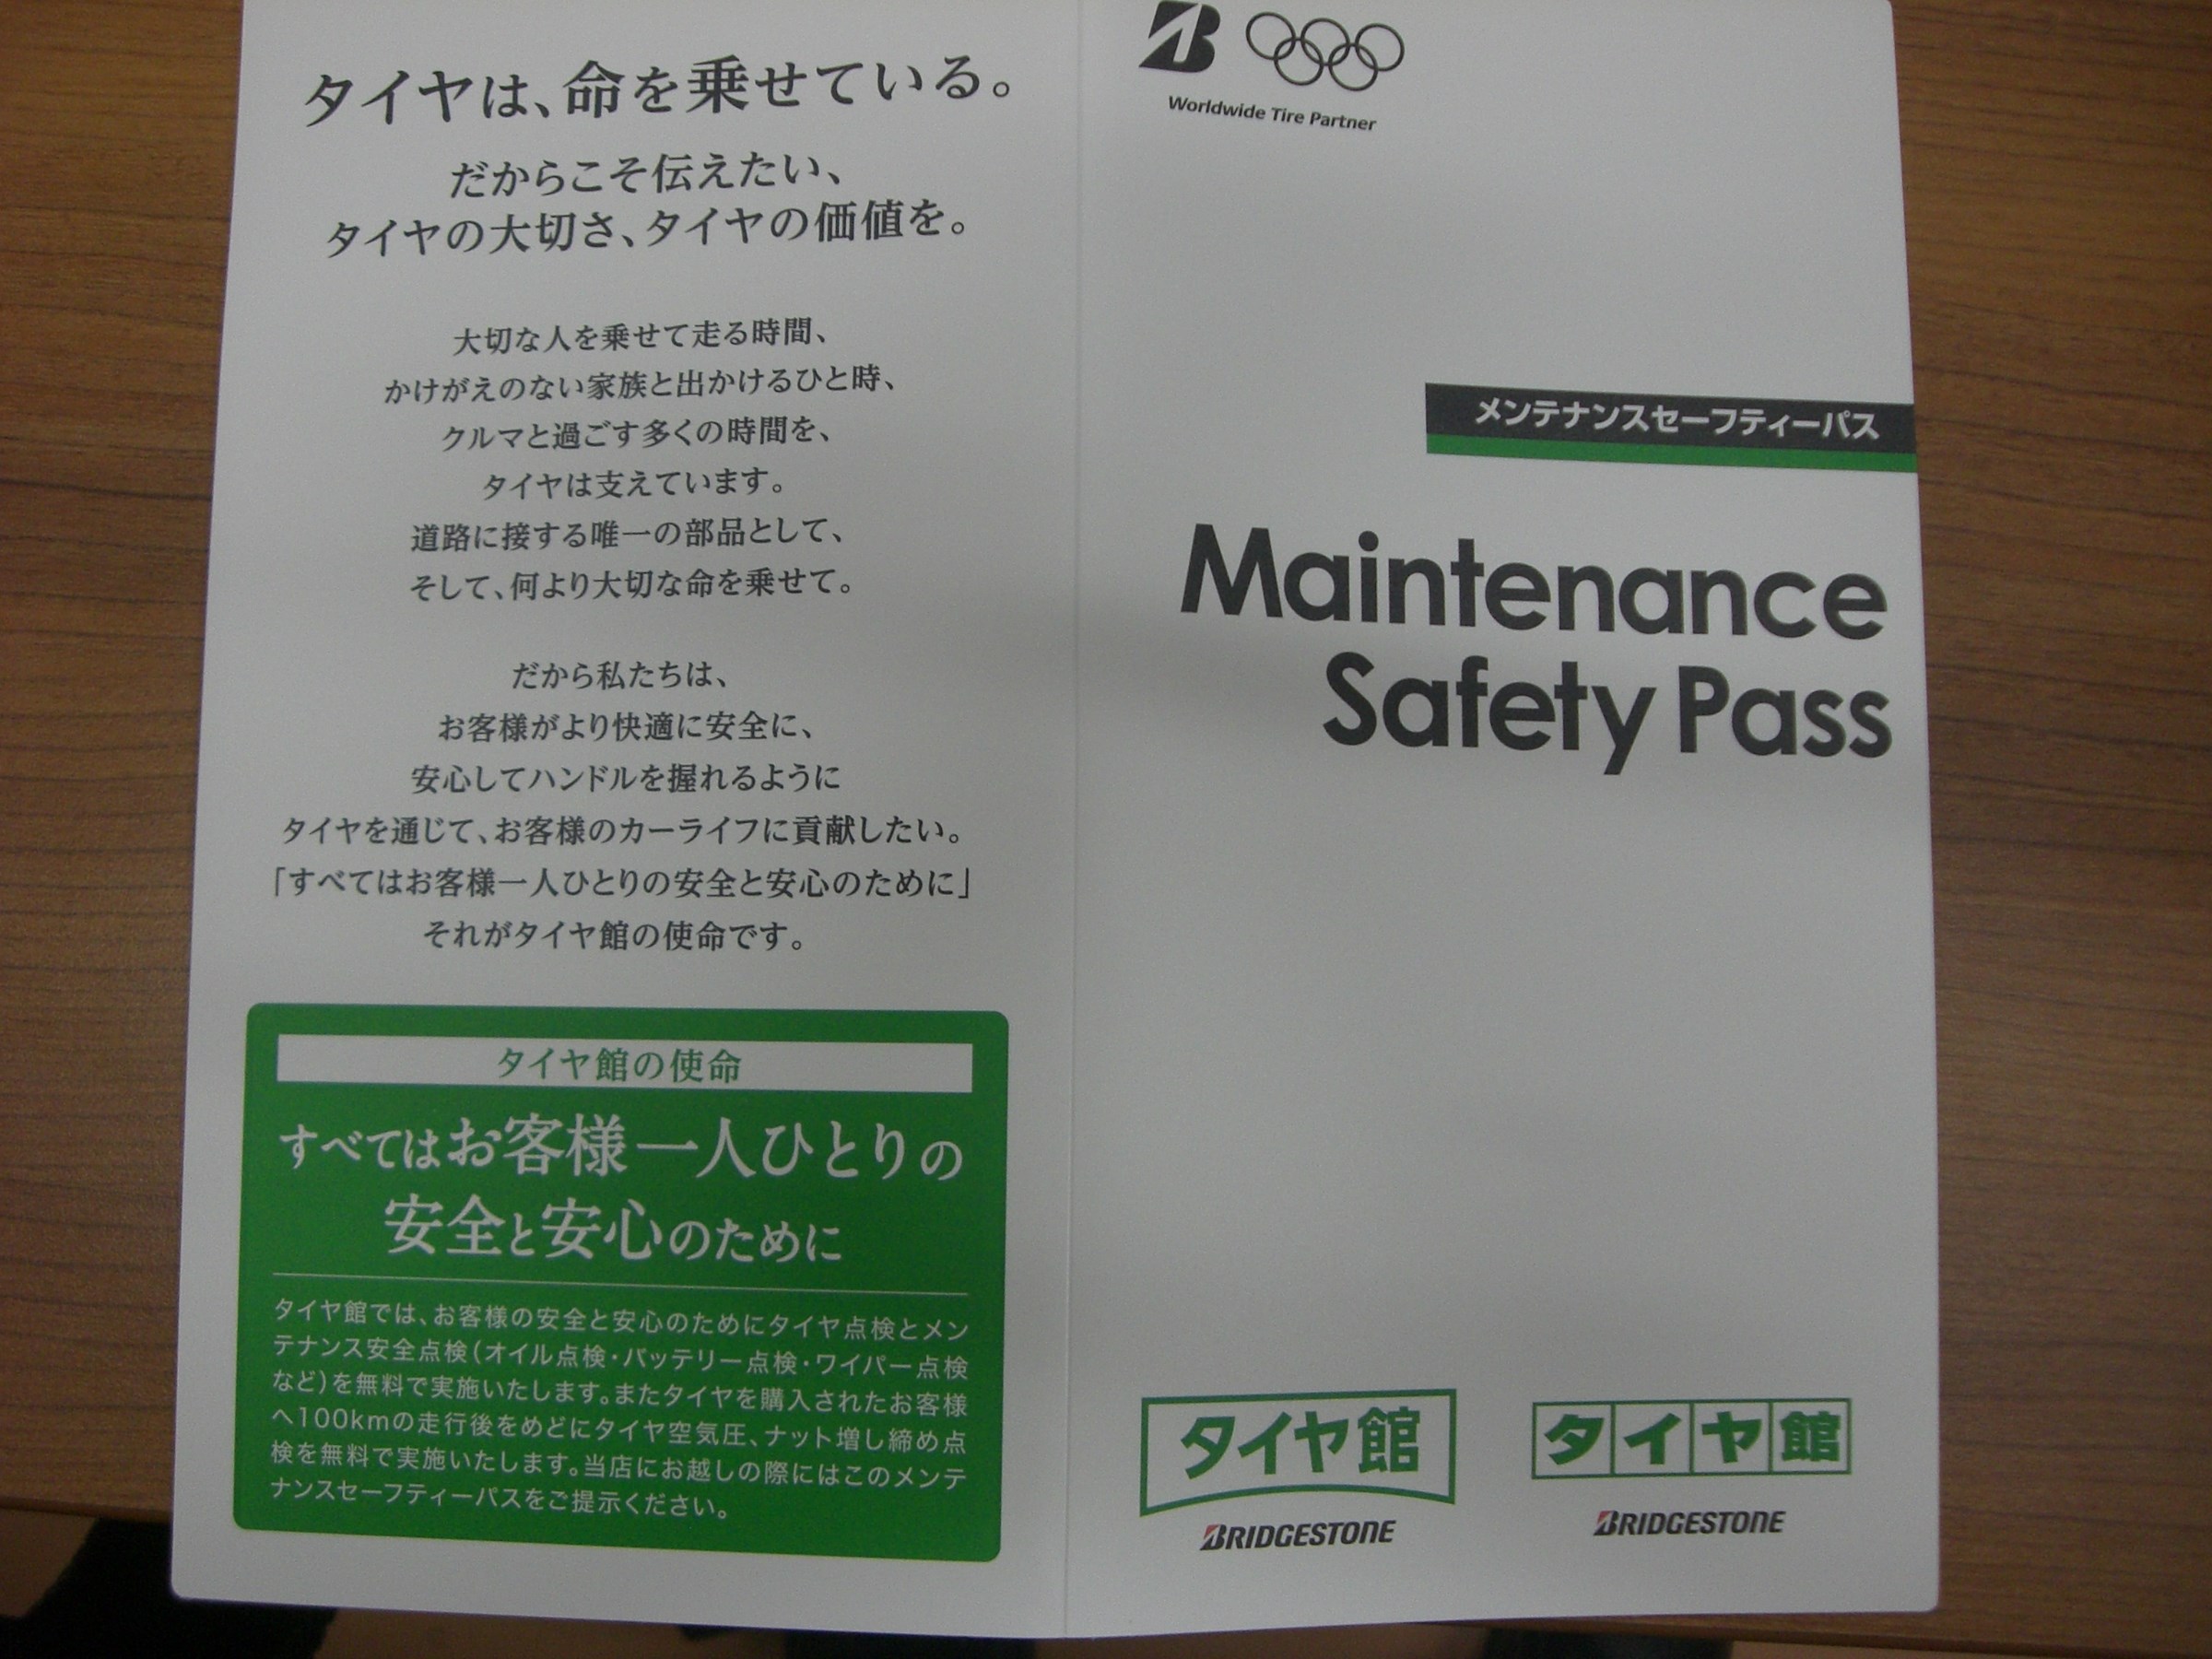 タイヤは、命を乗せている。
だからこそ伝えたい、
タイヤの大切さ、タイヤの価値を。
大切な人を乗せて走る時間、
かけがえのない家族と出かけるひと時、
クルマと過ごす多くの時間を、
タイヤは支えています。
道路に接する唯一の部品として、
そして、何より大切な命を乗せて。
だから私たちは、
お客様がより快適に安全に、
安心してハンドルを握れるように
タイヤを通じて、お客様のカーライフに貢献したい。
「すべてはお客様一人ひとりの安全と安心のために」
それがタイヤ館の使命です。
タイヤ館の使命
すべてはお客様一人ひとりの
安全と安心のために
タイヤ館では、お客様の安全と安心のためにタイヤ点検とメン
テナンス安全点検(オイル点検・バッテリー点検・ワイパー点検
など)を無料で実施いたします。またタイヤを購入されたお客様
へ100kmの走行後をめどにタイヤ空気圧、ナット増し締め点
検を無料で実施いたします。当店にお越しの際にはこのメンテ
ナンスセーフティーパスをご提示ください。
B
Worldwide Tire Partner
メンテナンスセーフティーパス
Maintenance
Safety Pass
タイヤ館
BRIDGESTONE
タイヤ館
BRIDGESTONE